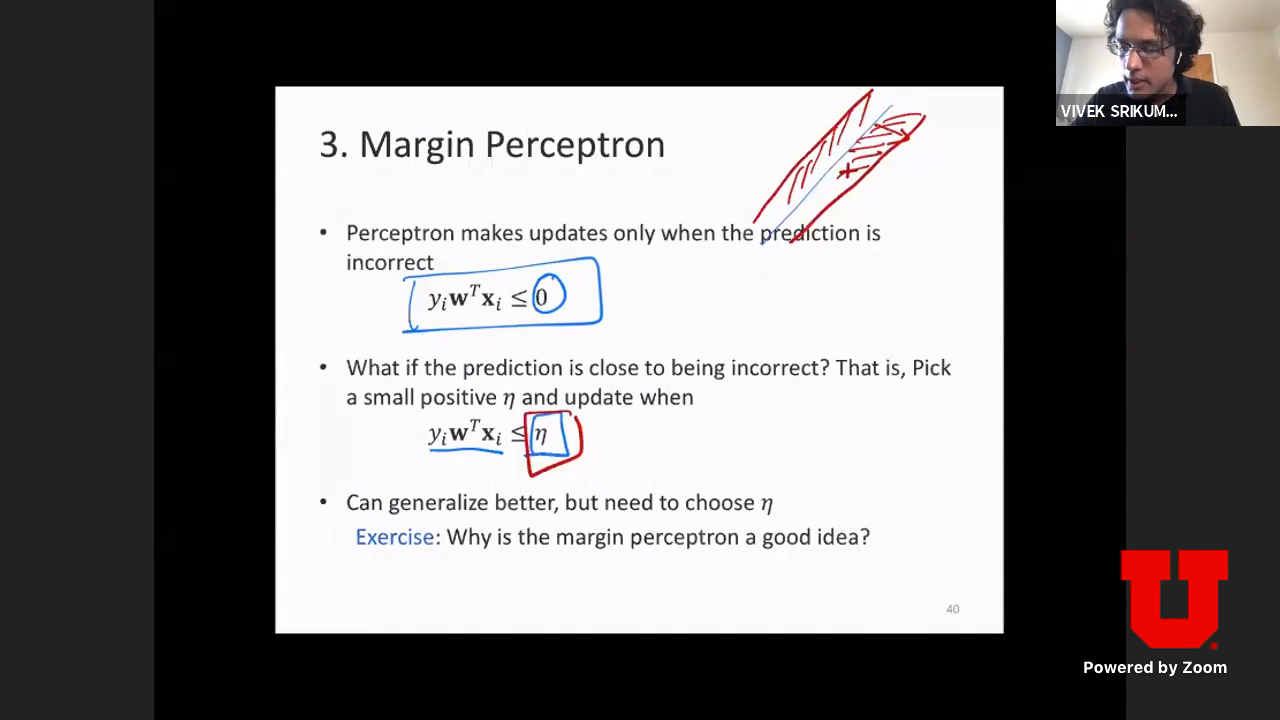 VIVEK SRIKUM...
3. Margin Perceptron
• Perceptron makes updates only when the prediction is
incorrect
yᵢ𝐰ᵀ𝐱ᵢ ≤ 0
• What if the prediction is close to being incorrect? That is, Pick
a small positive η and update when
yᵢ𝐰ᵀ𝐱ᵢ ≤ η
• Can generalize better, but need to choose η
Exercise: Why is the margin perceptron a good idea?
40
U
Powered by Zoom